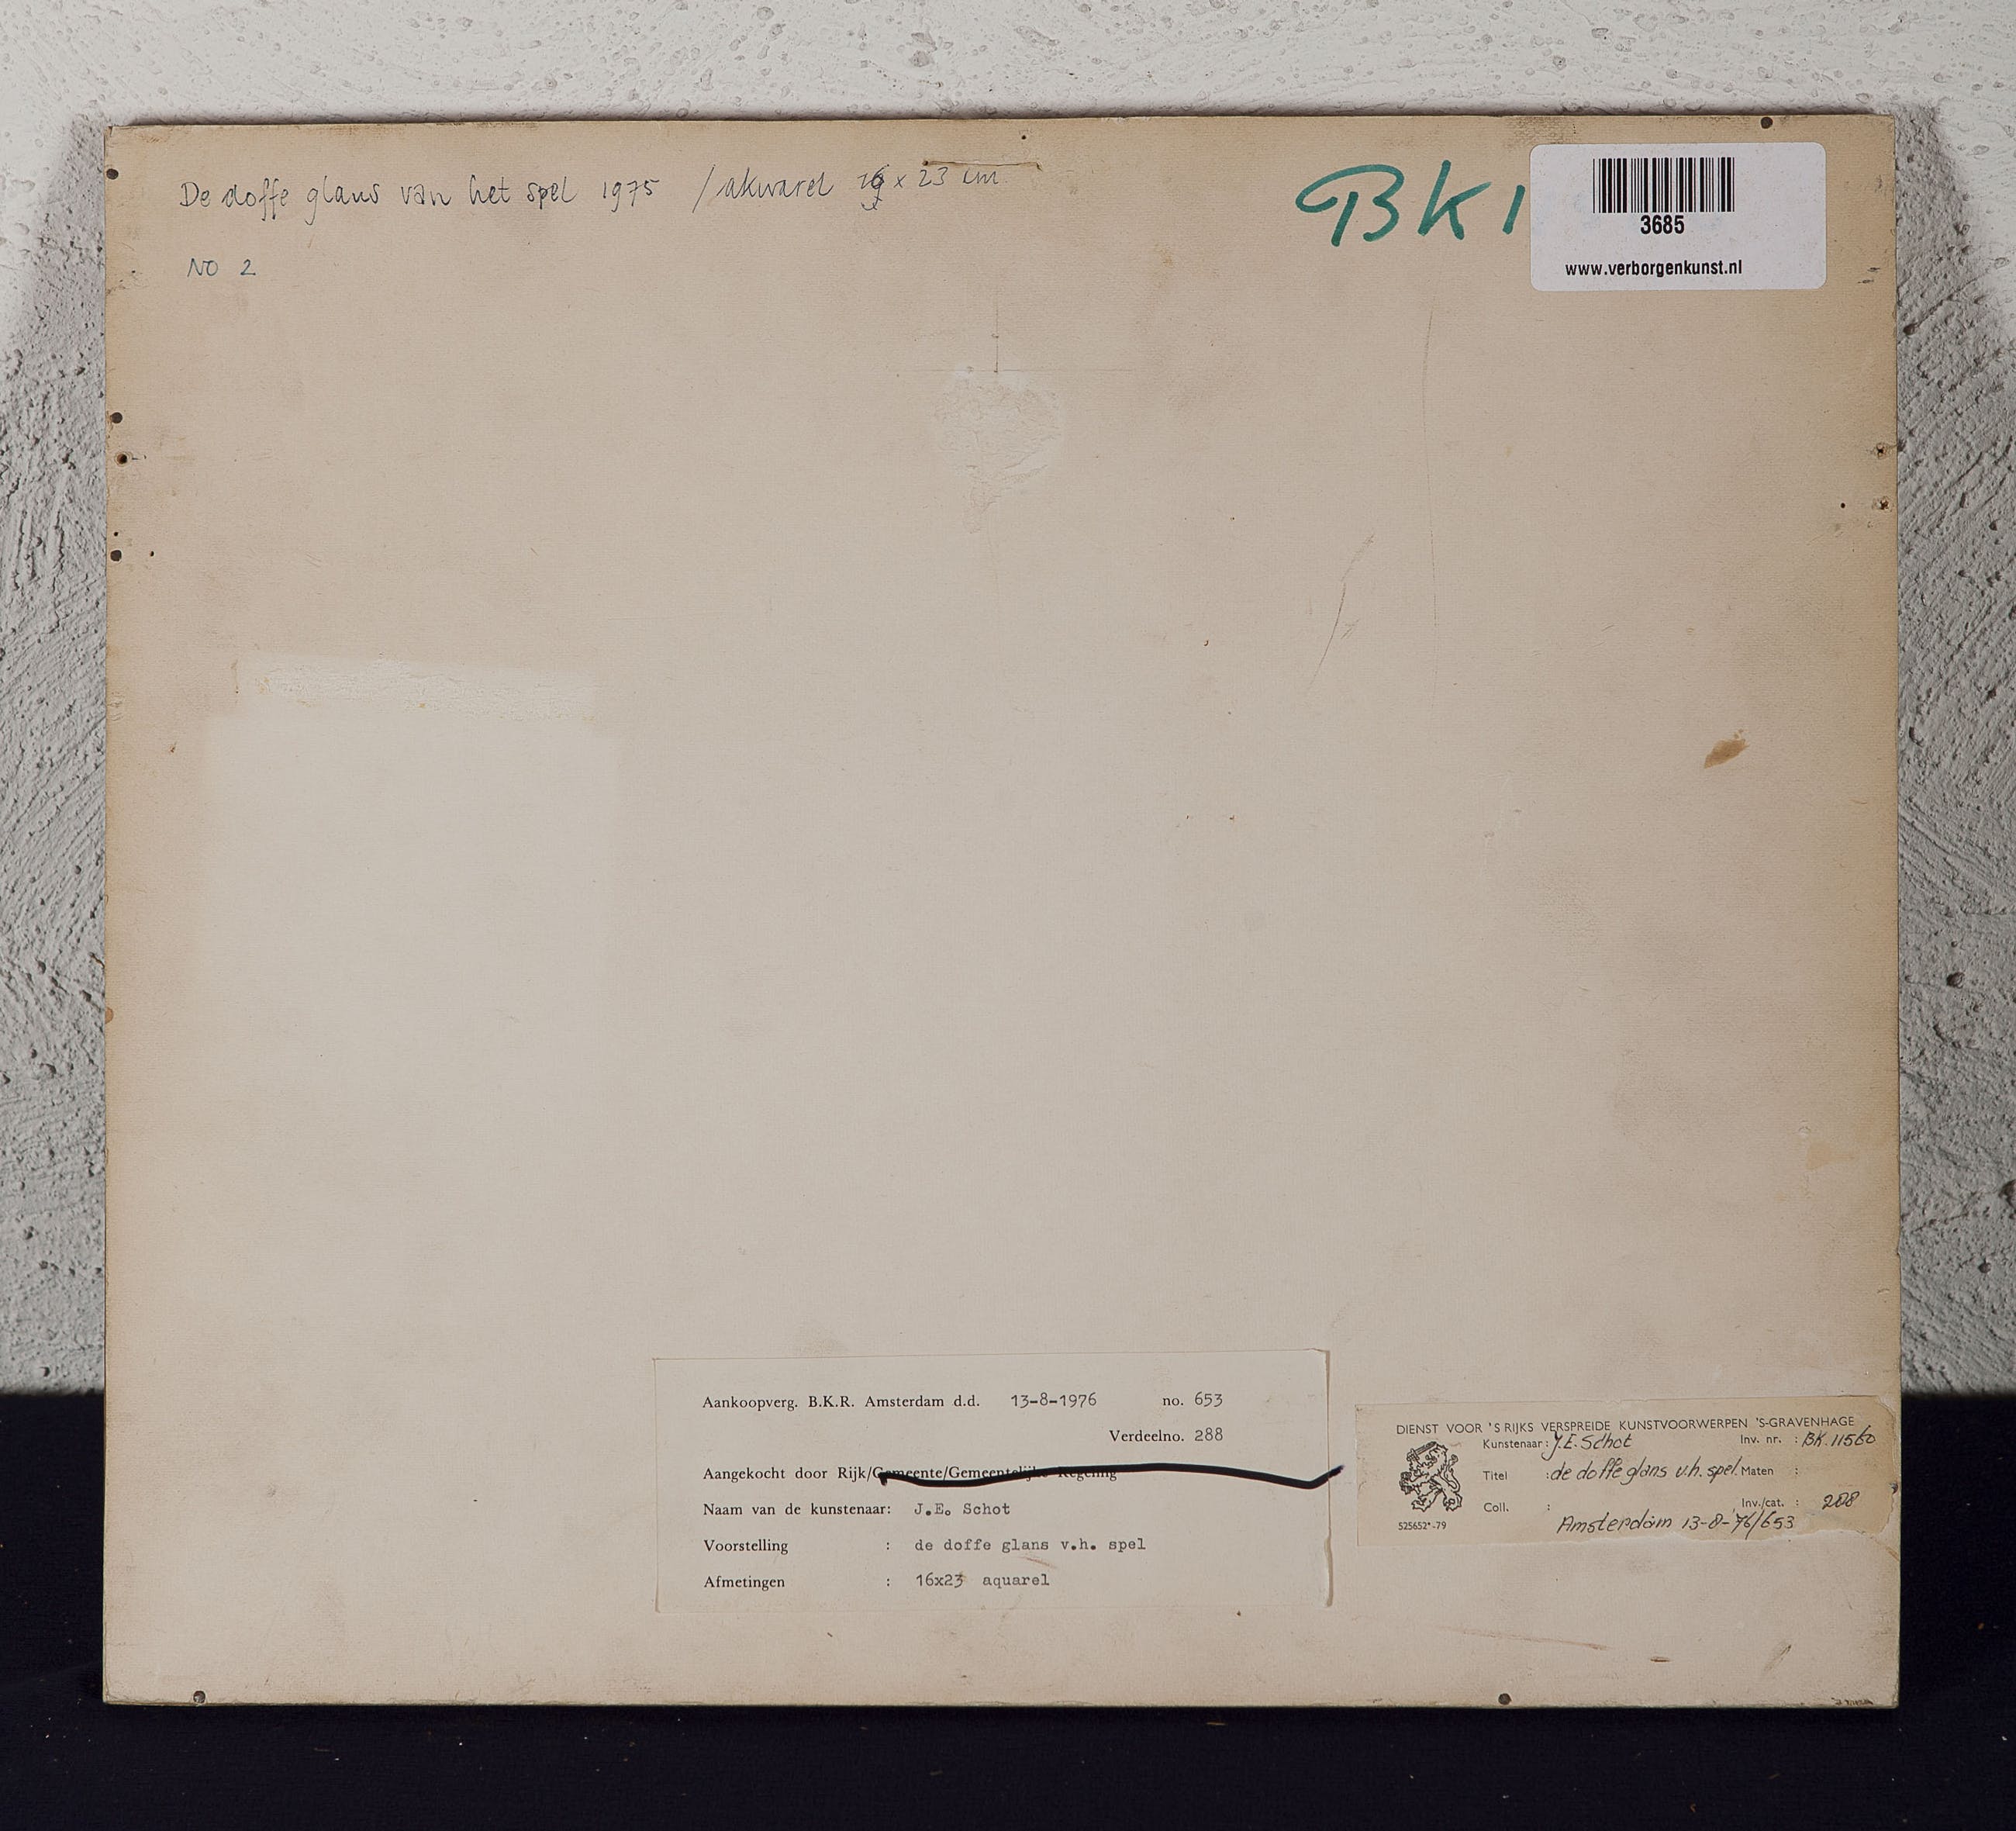 De doffe glans van het spel 1975 / akwarel 16 x 23 cm
NO 2
BK1
3685
www.verborgenkunst.nl
Aankoopverg. B.K.R. Amsterdam d.d. 13-8-1976 no. 653
Verdeelno. 288
Aangekocht door Rijk/Gemeente/Gemeentelijke Regeling
Naam van de kunstenaar: J.E. Schot
Voorstelling : de doffe glans v.h. spel
Afmetingen : 16x23 aquarel
DIENST VOOR 'S RIJKS VERSPREIDE KUNSTVOORWERPEN 'S-GRAVENHAGE
Kunstenaar: J.E. Schot Inv. nr. : BK. 11560
Titel : de doffe glans v.h. spel. Maten :
Coll. : Inv./cat. : 288
Amsterdam 13-8-'76/653
525652*-79